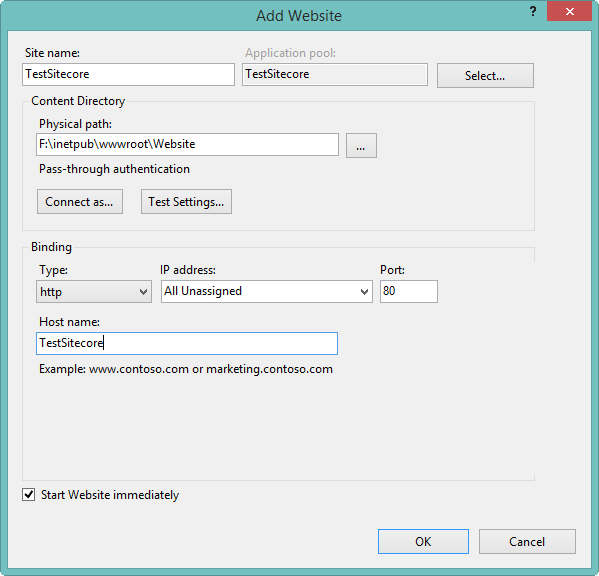 Add Website
?
Site name: Application pool:
TestSitecore TestSitecore Select...
Content Directory
Physical path:
F:\inetpub\wwwroot\Website ...
Pass-through authentication
Connect as... Test Settings...
Binding
Type: IP address: Port:
http All Unassigned 80
Host name:
TestSitecore
Example: www.contoso.com or marketing.contoso.com
Start Website immediately
OK Cancel